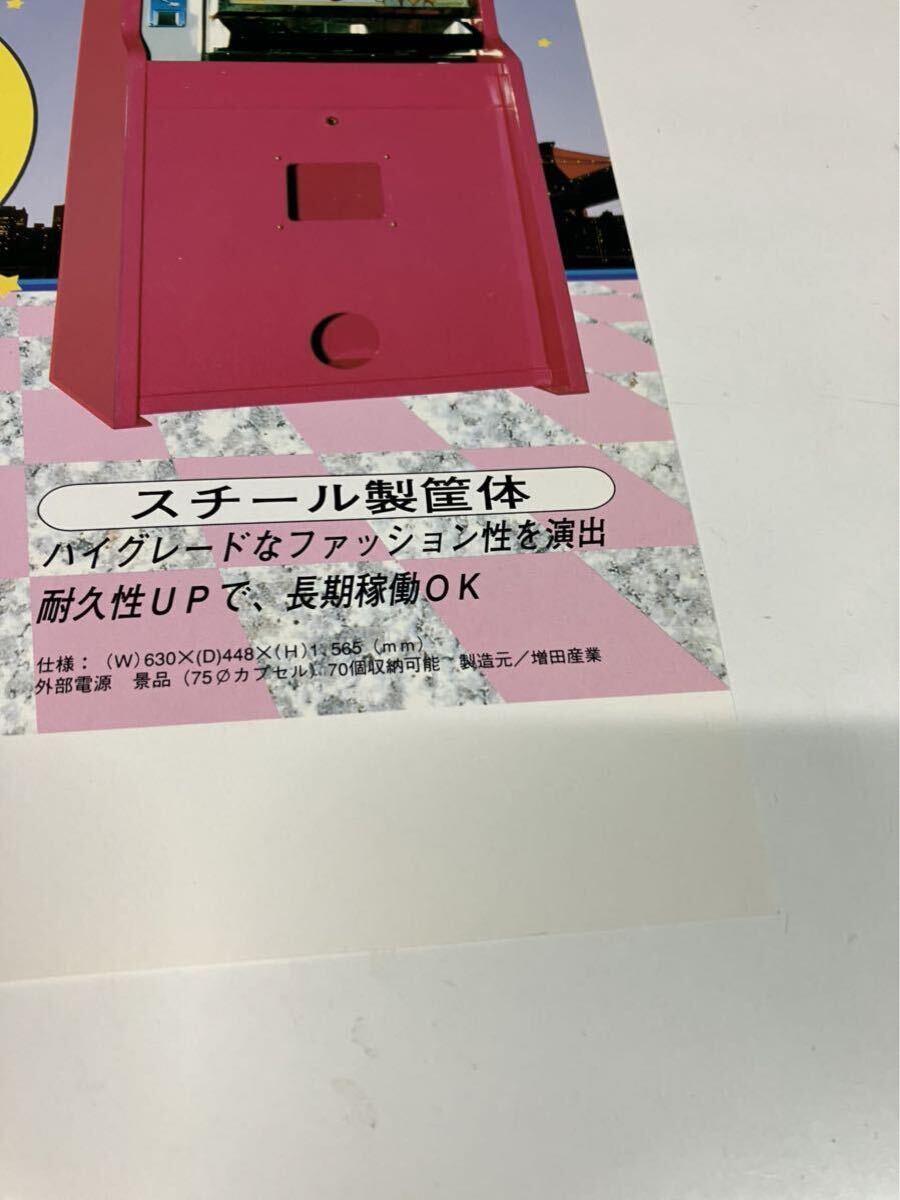 スチール製筐体
ハイグレードなファッション性を演出
耐久性UPで、長期稼働OK
仕様：（W）630×(D)448×（H）1,565（mm）
外部電源　景品（75∅カプセル）70個収納可能　製造元／増田産業